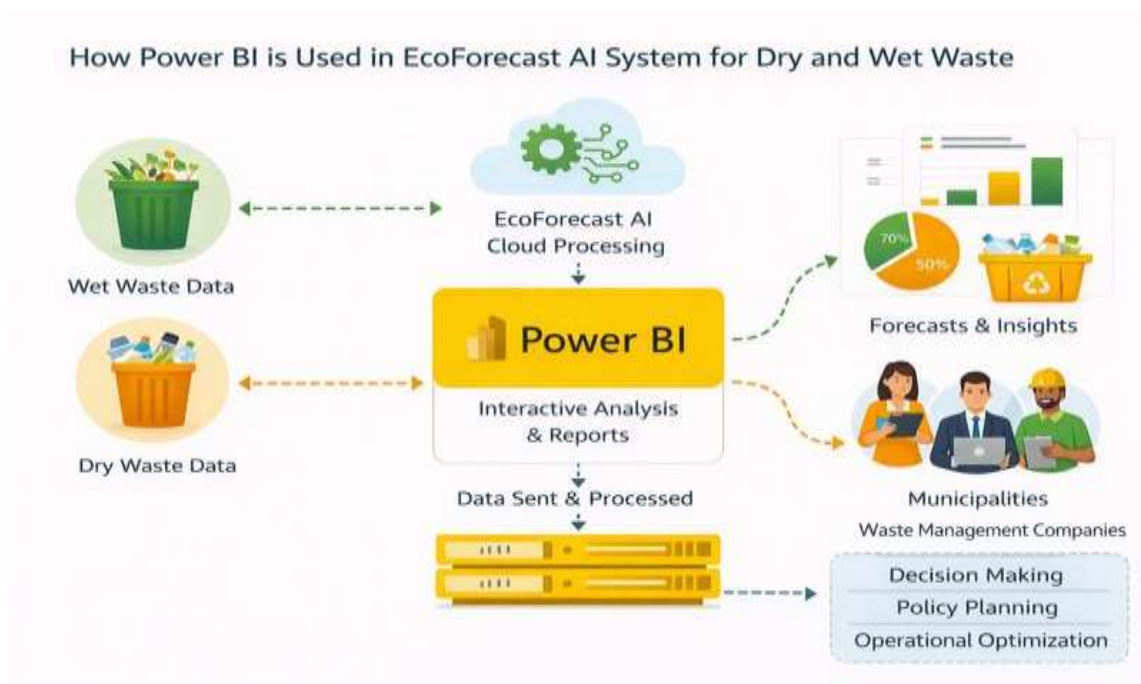 How Power BI is Used in EcoForecast AI System for Dry and Wet Waste
Wet Waste Data
Dry Waste Data
EcoForecast AI
Cloud Processing
Power BI
Interactive Analysis
& Reports
Data Sent & Processed
70%
50%
Forecasts & Insights
Municipalities
Waste Management Companies
Decision Making
Policy Planning
Operational Optimization